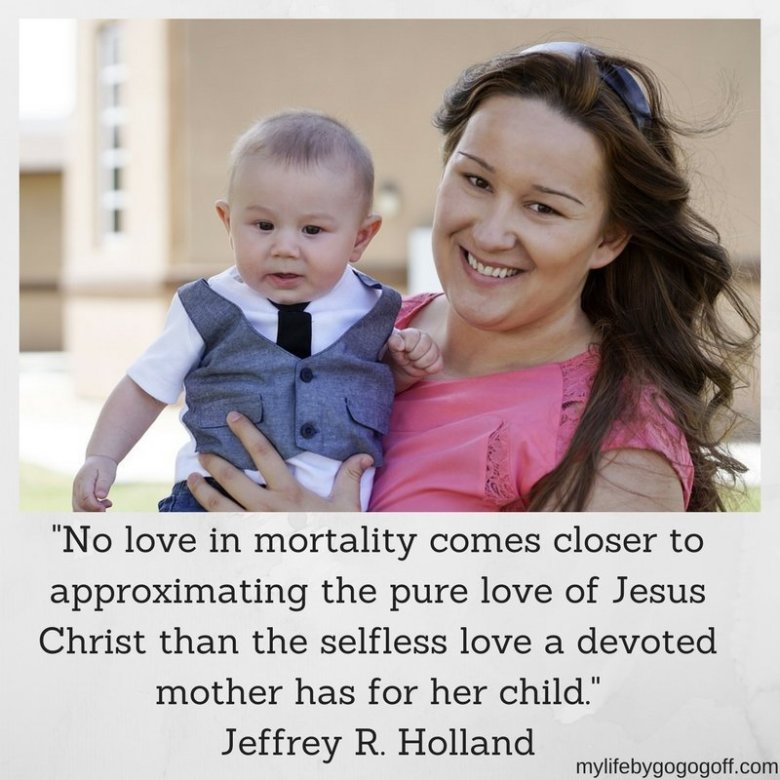 "No love in mortality comes closer to
approximating the pure love of Jesus
Christ than the selfless love a devoted
mother has for her child."
Jeffrey R. Holland
mylifebygogogoff.com